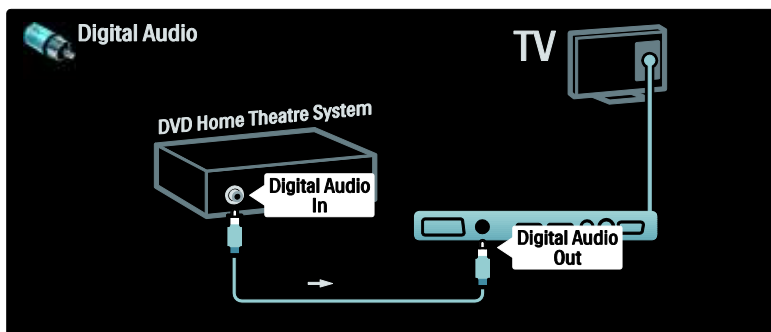 Digital Audio
TV
DVD Home Theatre System
Digital Audio
In
Digital Audio
Out